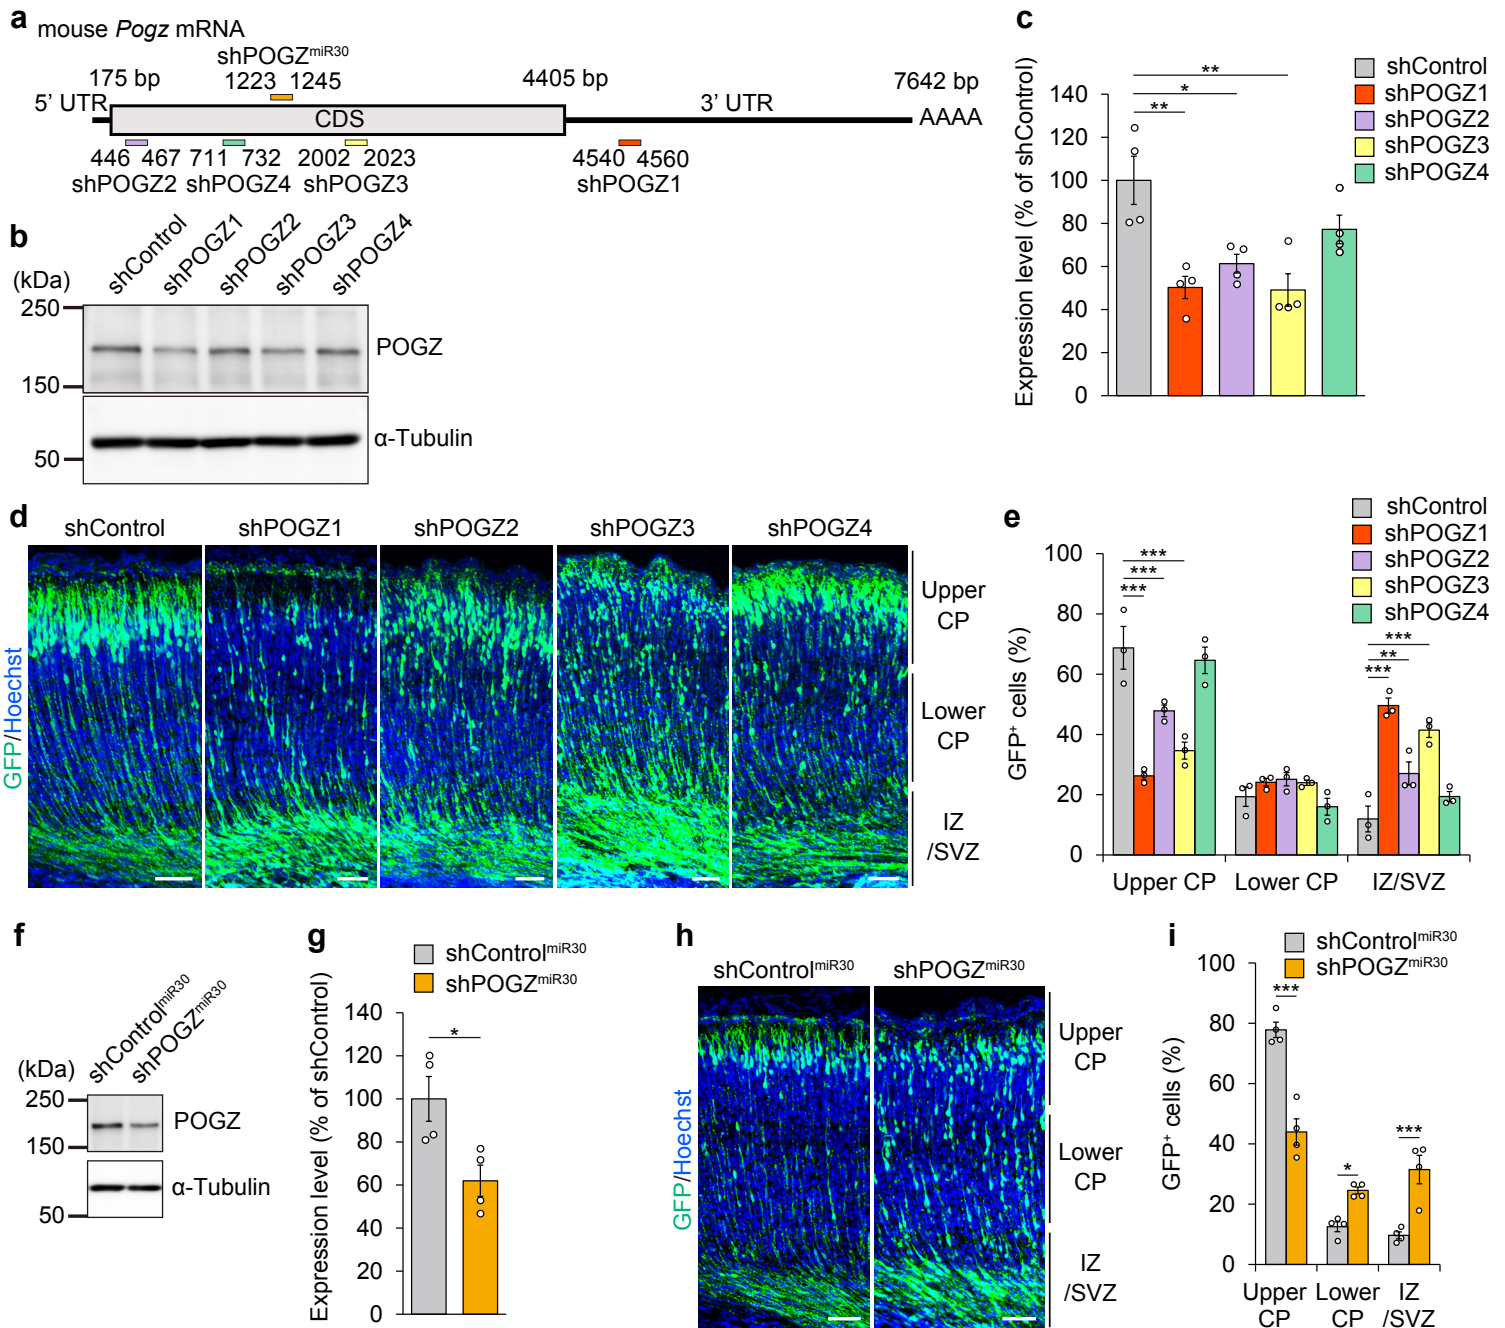 a
mouse Pogz mRNA
shPOGZmiR30
175 bp 1223 1245 4405 bp 7642 bp
5' UTR CDS 3' UTR AAAA
446 467 711 732 2002 2023 4540 4560
shPOGZ2 shPOGZ4 shPOGZ3 shPOGZ1
b
shControl shPOGZ1 shPOGZ2 shPOGZ3 shPOGZ4
(kDa)
250
POGZ
150
α-Tubulin
50
c
shControl
shPOGZ1
shPOGZ2
shPOGZ3
shPOGZ4
Expression level (% of shControl)
140
120
100
80
60
40
20
0
**
*
**
d
shControl shPOGZ1 shPOGZ2 shPOGZ3 shPOGZ4
GFP/Hoechst
Upper
CP
Lower
CP
IZ
/SVZ
e
shControl
shPOGZ1
shPOGZ2
shPOGZ3
shPOGZ4
GFP+ cells (%)
100
80
60
40
20
0
***
***
***
***
**
***
Upper CP Lower CP IZ/SVZ
f
shControlmiR30 shPOGZmiR30
(kDa)
250
POGZ
150
α-Tubulin
50
g
shControlmiR30
shPOGZmiR30
Expression level (% of shControl)
140
120
100
80
60
40
20
0
*
h
shControlmiR30 shPOGZmiR30
GFP/Hoechst
Upper
CP
Lower
CP
IZ
/SVZ
i
shControlmiR30
shPOGZmiR30
GFP+ cells (%)
100
80
60
40
20
0
***
*
***
Upper Lower IZ
CP CP /SVZ